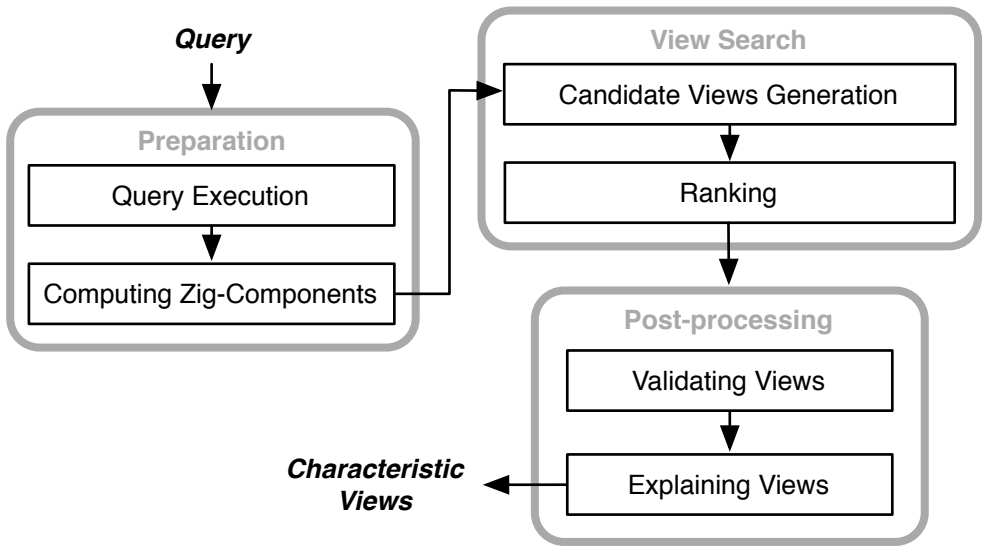 Query
Preparation
Query Execution
Computing Zig-Components
View Search
Candidate Views Generation
Ranking
Post-processing
Validating Views
Explaining Views
Characteristic
Views